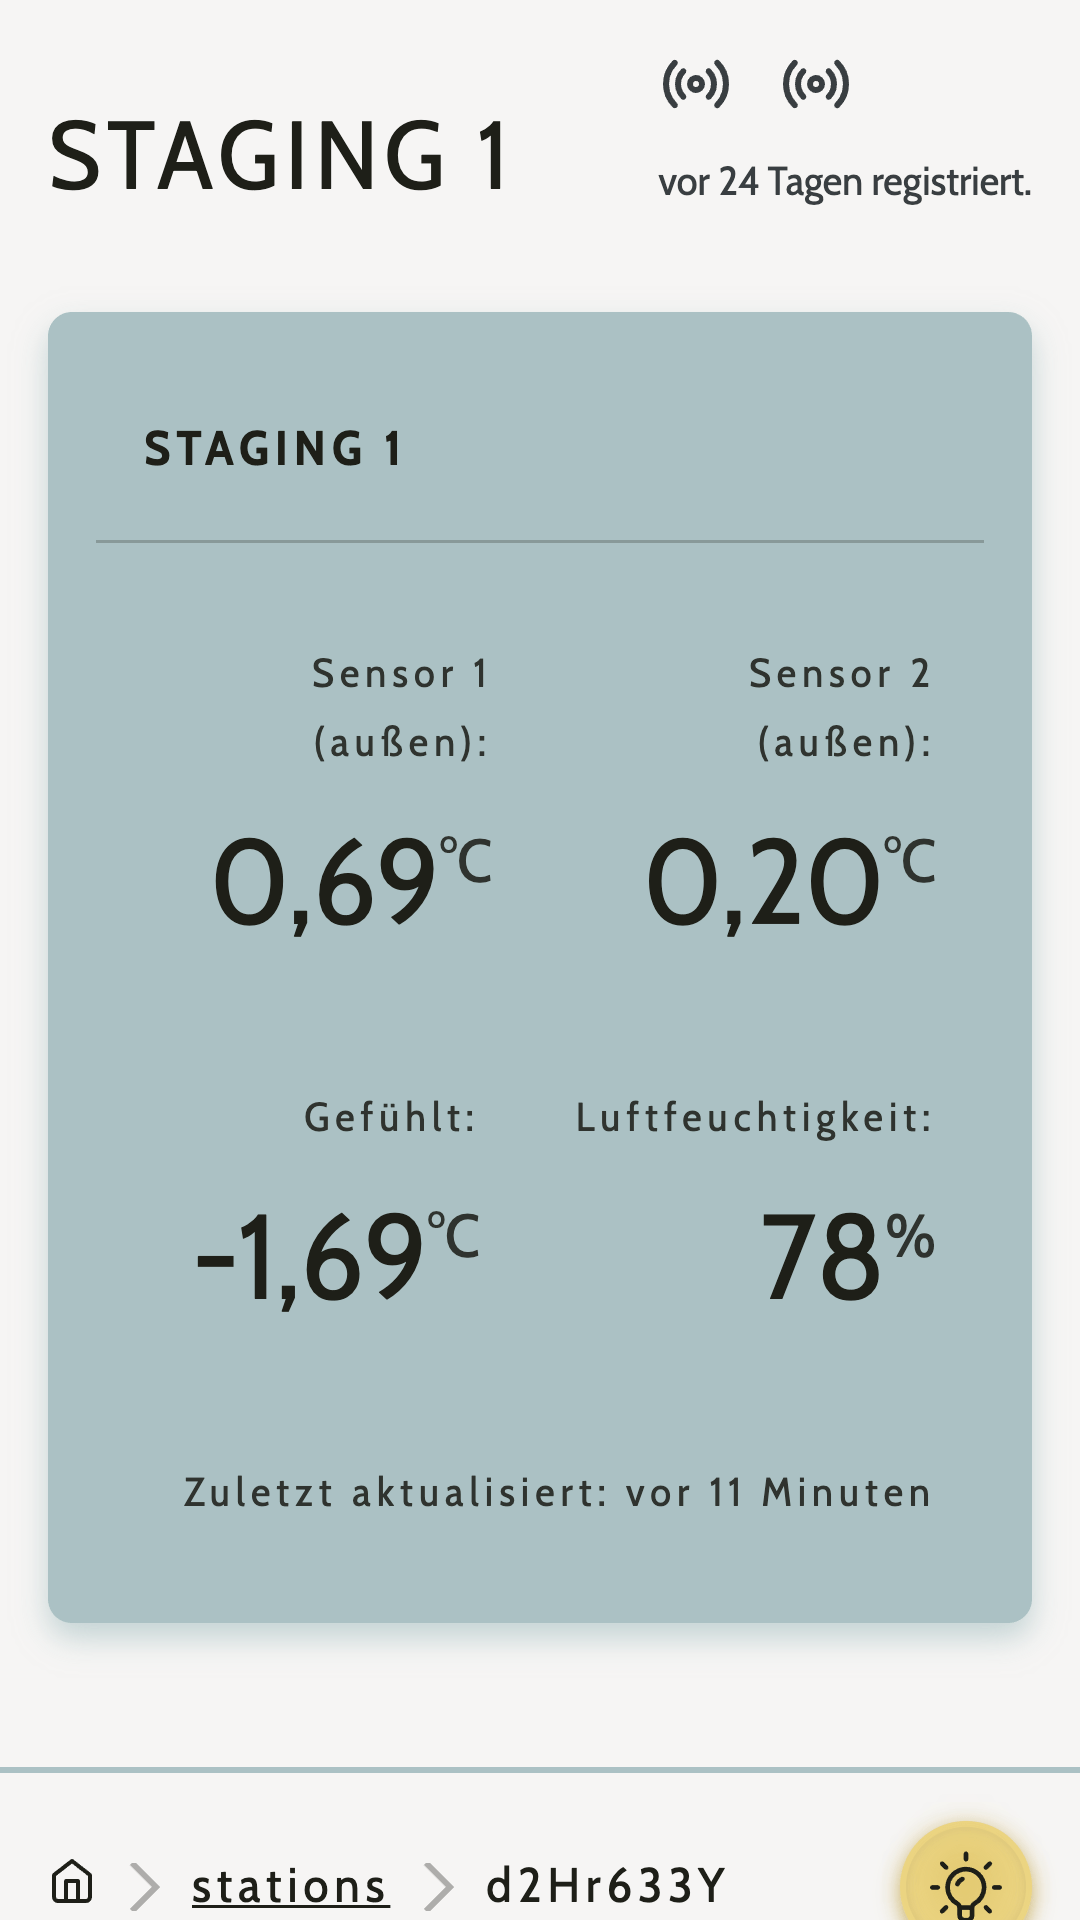 STAGING 1
vor 24 Tagen registriert.
STAGING 1
Sensor 1
(außen):
0,69°C
Sensor 2
(außen):
0,20°C
Gefühlt:
-1,69°C
Luftfeuchtigkeit:
78%
Zuletzt aktualisiert: vor 11 Minuten
stations
d2Hr633Y